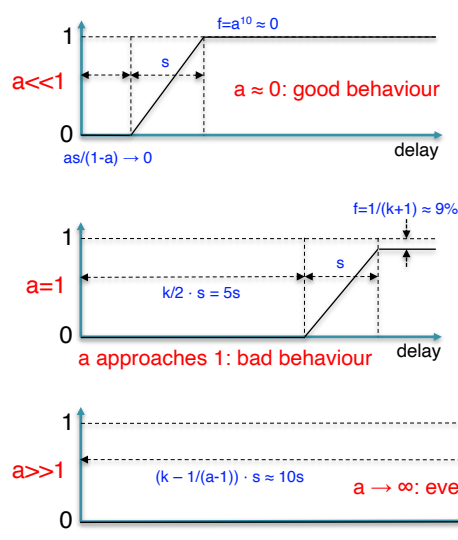 f=a¹⁰ ≈ 0
1
s
a<<1
a ≈ 0: good behaviour
0
as/(1-a) → 0
delay
f=1/(k+1) ≈ 9%
1
s
a=1
k/2 · s = 5s
0
a approaches 1: bad behaviour
delay
1
a>>1
(k – 1/(a-1)) · s ≈ 10s
a → ∞: eve
0